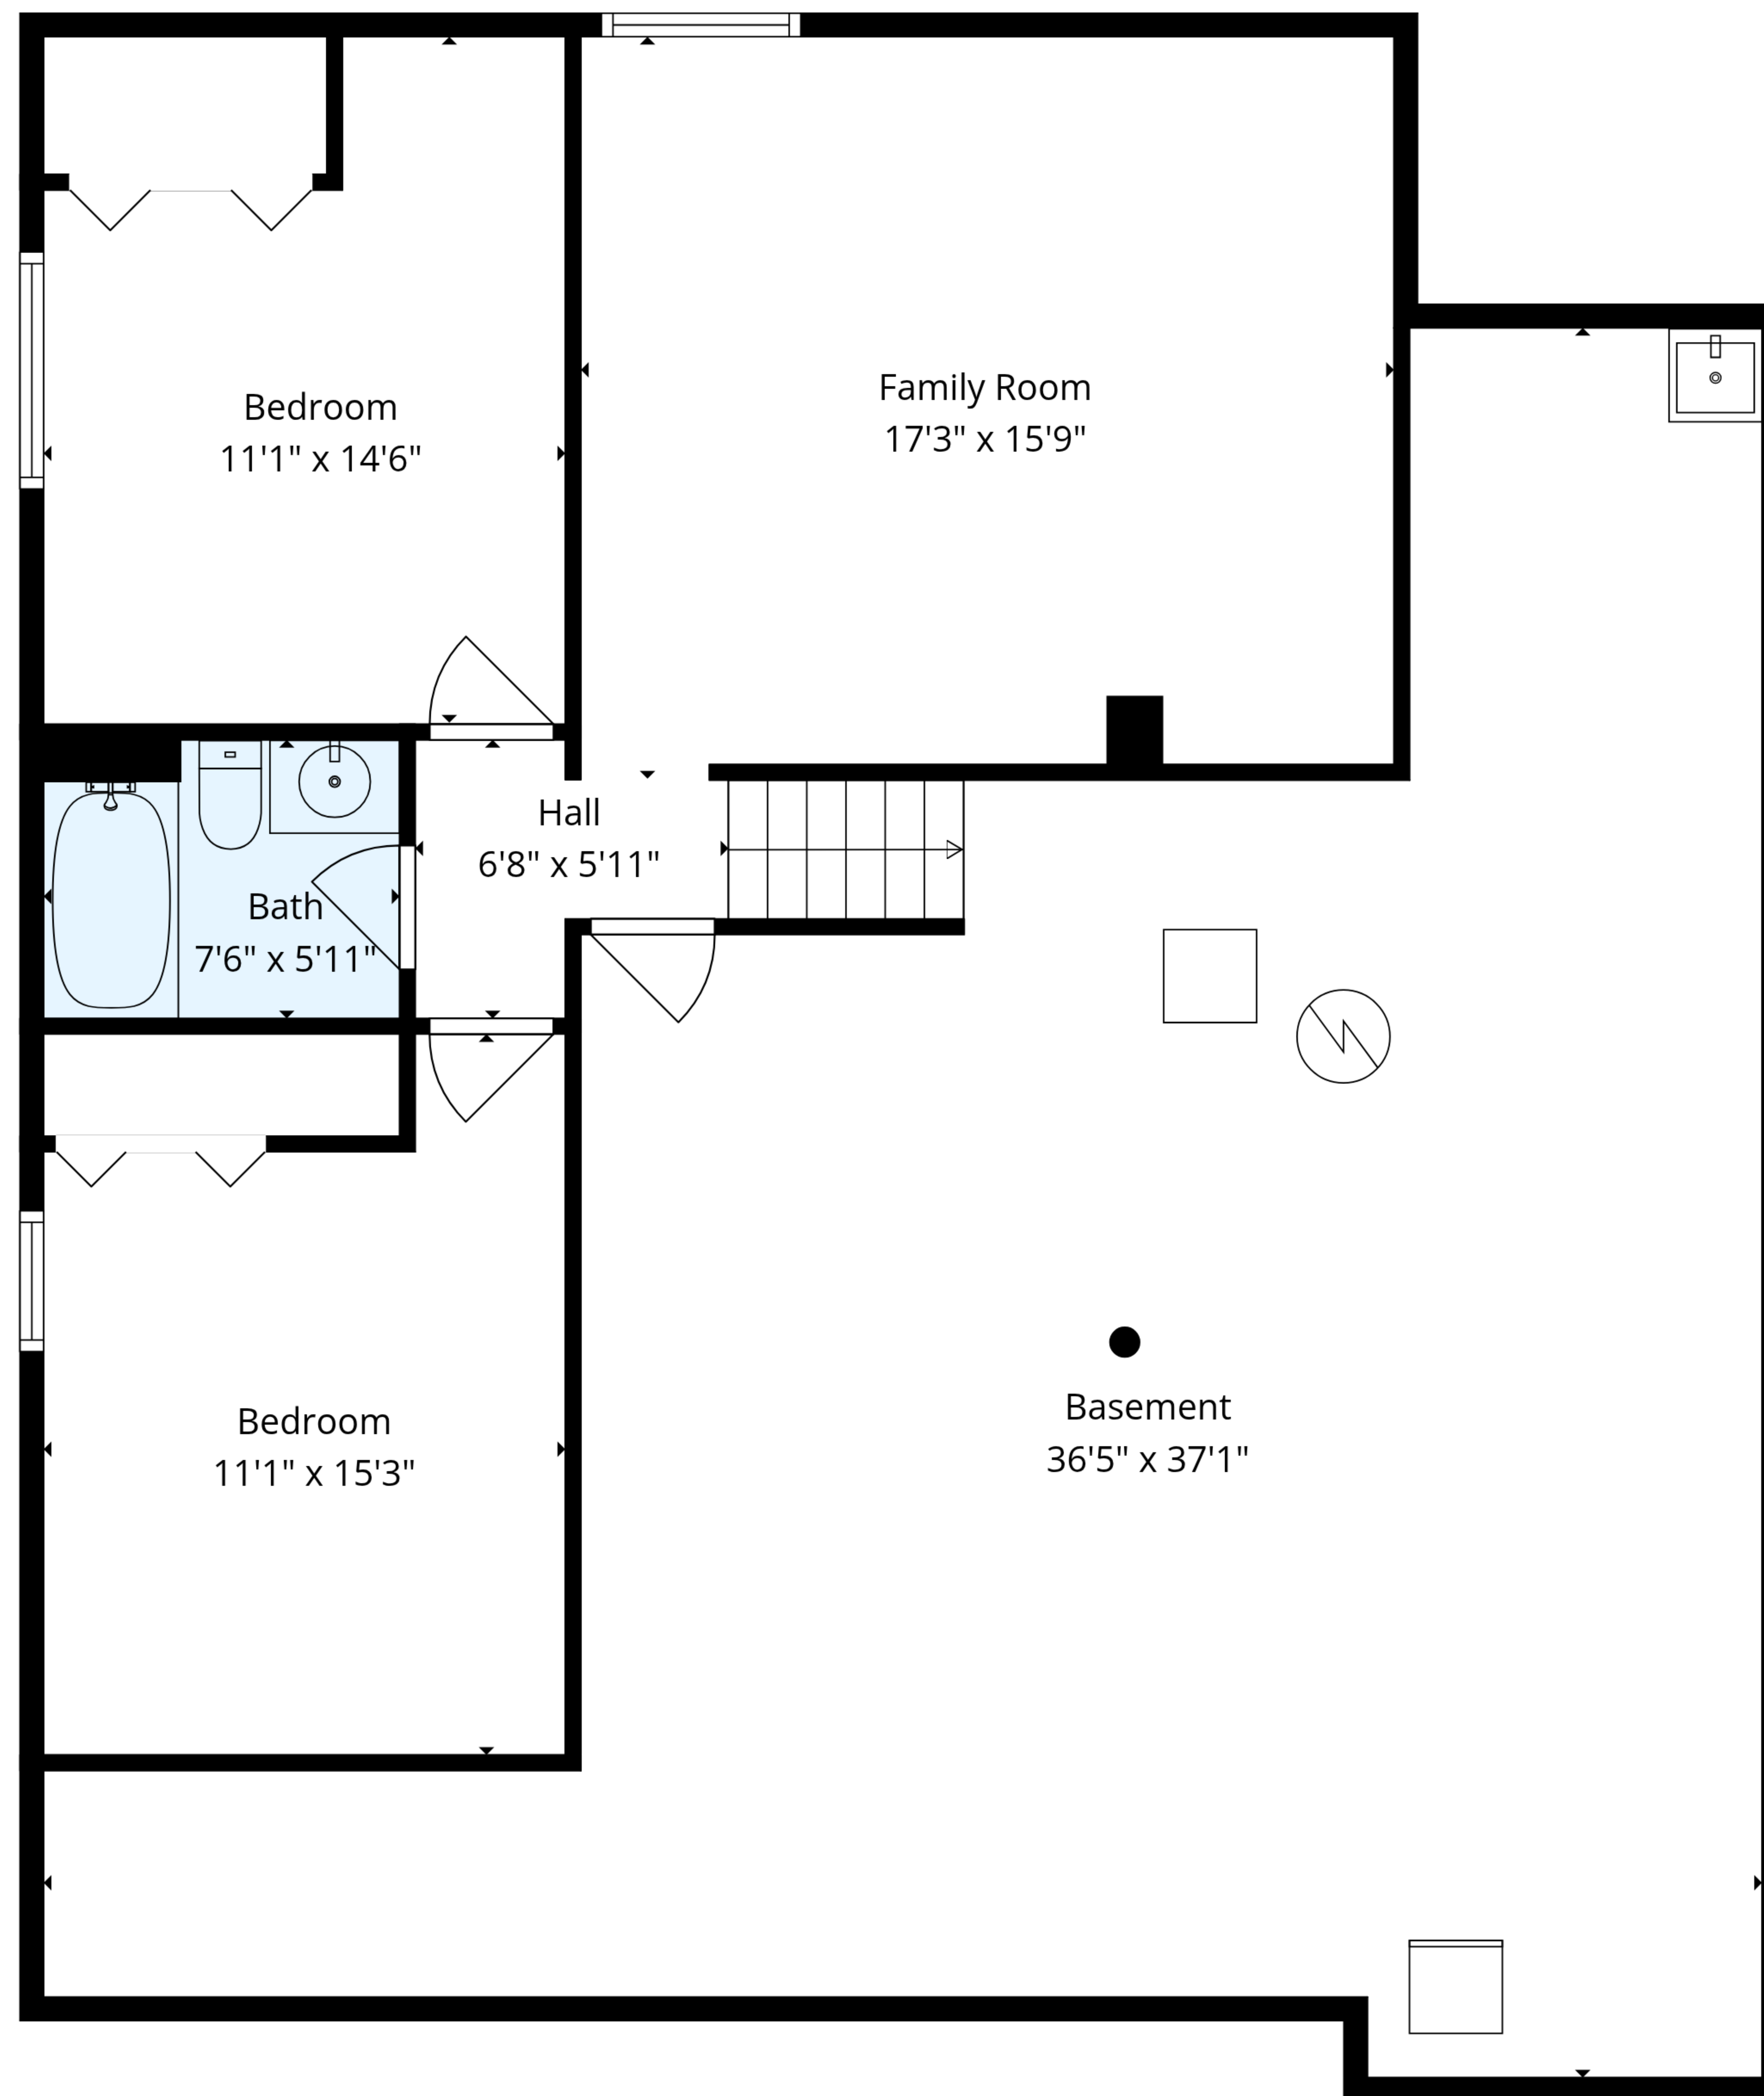 Bedroom
11'1" x 14'6"
Family Room
17'3" x 15'9"
Hall
6'8" x 5'11"
Bath
7'6" x 5'11"
Bedroom
11'1" x 15'3"
Basement
36'5" x 37'1"